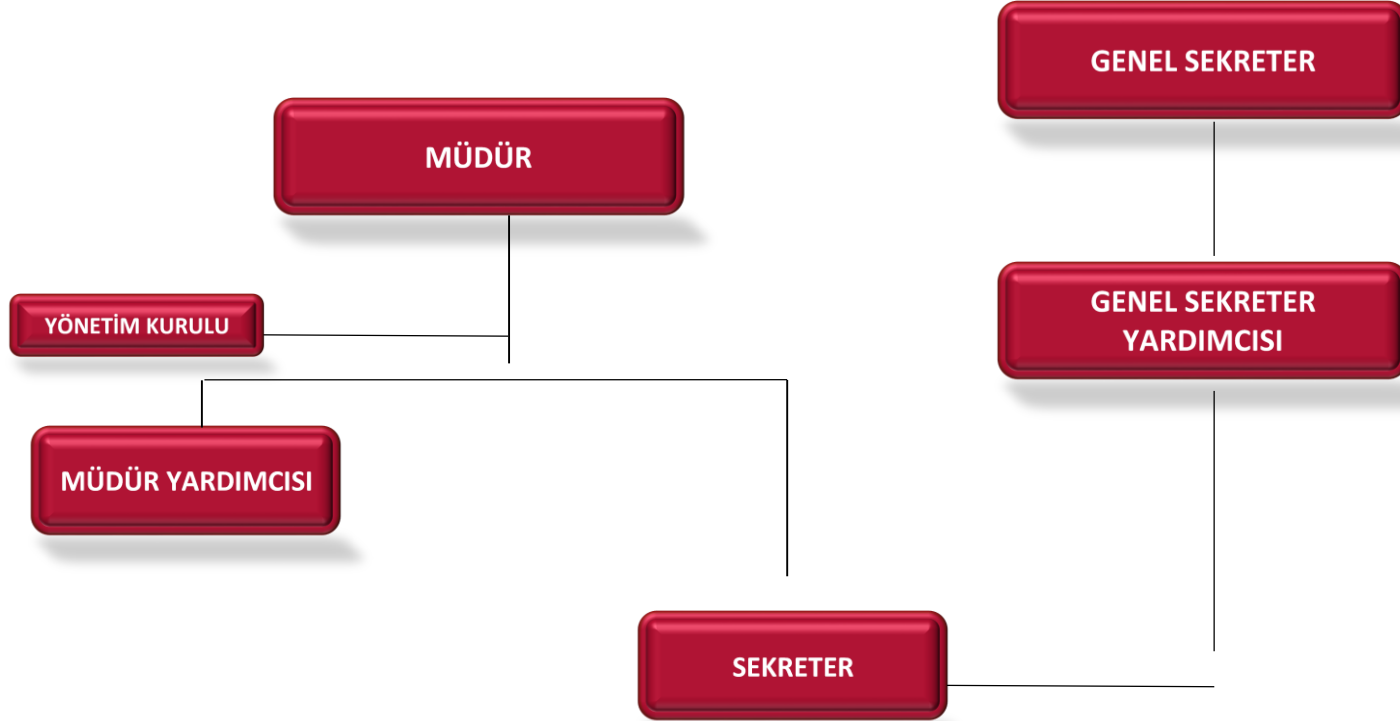 GENEL SEKRETER
MÜDÜR
GENEL SEKRETER
YARDIMCISI
YÖNETİM KURULU
MÜDÜR YARDIMCISI
SEKRETER